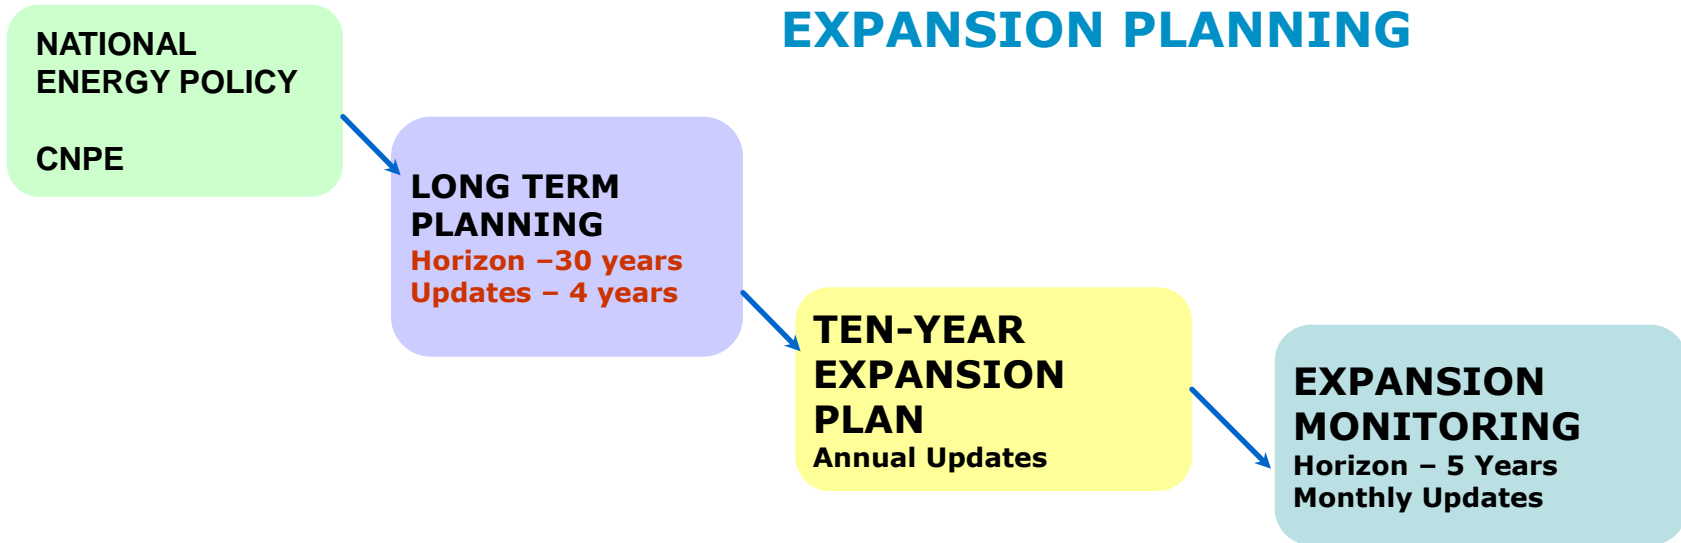 EXPANSION PLANNING
NATIONAL
ENERGY POLICY
CNPE
LONG TERM
PLANNING
Horizon –30 years
Updates – 4 years
TEN-YEAR
EXPANSION
PLAN
Annual Updates
EXPANSION
MONITORING
Horizon – 5 Years
Monthly Updates